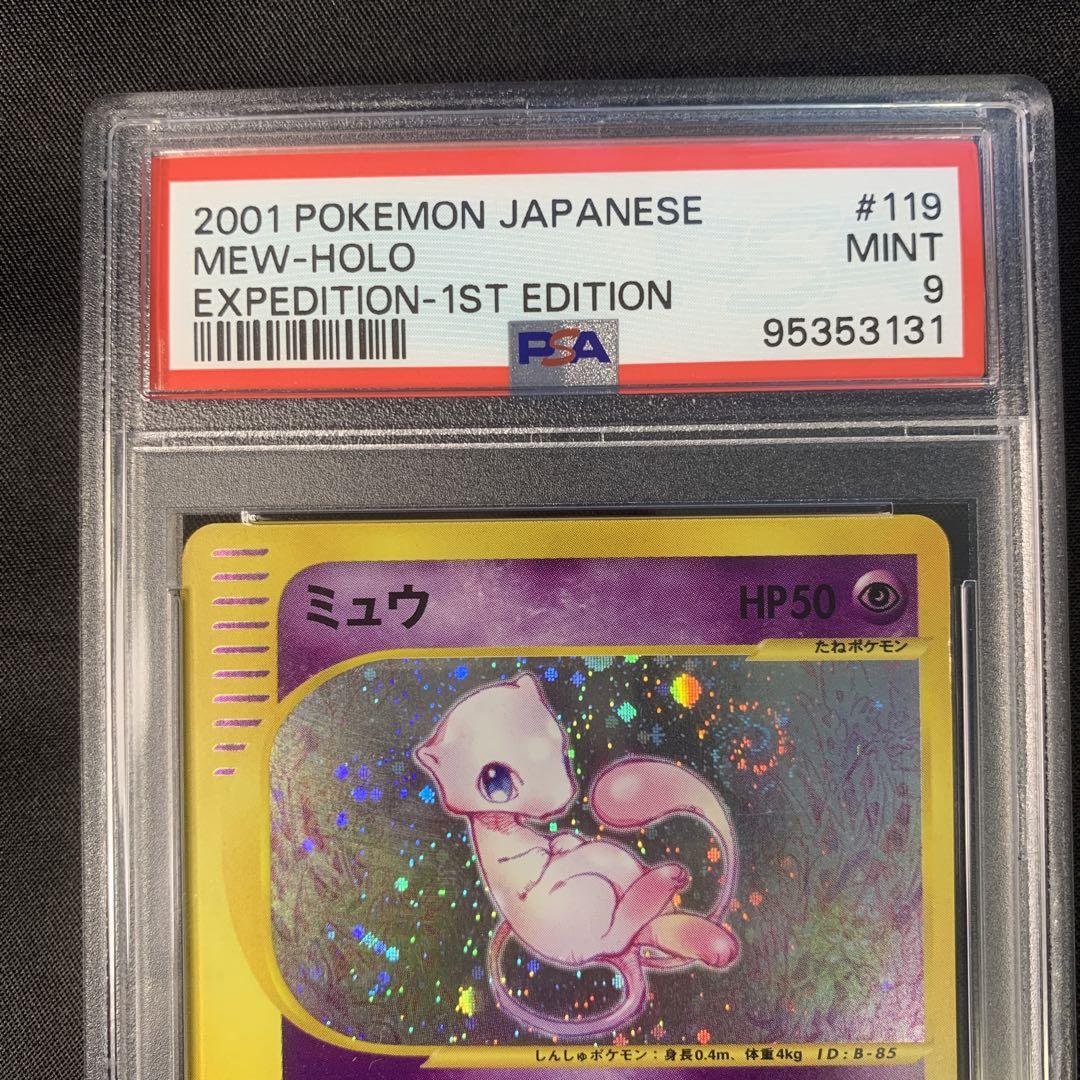 2001 POKEMON JAPANESE #119
MEW-HOLO MINT
EXPEDITION-1ST EDITION 9
95353131
PSA
ミュウ HP50
たねポケモン
しんしゅポケモン：身長0.4m、体重4kg ID:B-85